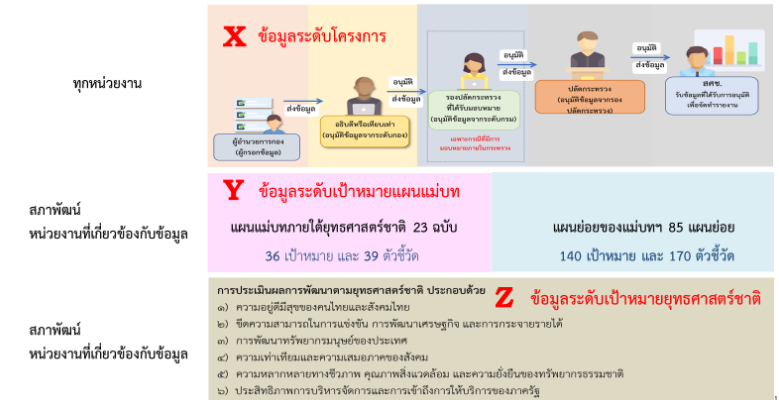 X ข้อมูลระดับโครงการ
ทุกหน่วยงาน
ผู้อำนวยการกอง
(ผู้กรอกข้อมูล)
ส่งข้อมูล
อธิบดีหรือเทียบเท่า
(อนุมัติข้อมูลจากระดับกอง)
อนุมัติ
ส่งข้อมูล
รองปลัดกระทรวง
ที่ได้รับมอบหมาย
(อนุมัติข้อมูลจากระดับกรม)
เฉพาะกรณีที่มีการ
มอบหมายภายในกระทรวง
อนุมัติ
ส่งข้อมูล
ปลัดกระทรวง
(อนุมัติข้อมูลจากรอง
ปลัดกระทรวง)
อนุมัติ
ส่งข้อมูล
สศช.
รับข้อมูลที่ได้รับการอนุมัติ
เพื่อจัดทำรายงาน
Y ข้อมูลระดับเป้าหมายแผนแม่บท
สภาพัฒน์
หน่วยงานที่เกี่ยวข้องกับข้อมูล
แผนแม่บทภายใต้ยุทธศาสตร์ชาติ 23 ฉบับ
36 เป้าหมาย และ 39 ตัวชี้วัด
แผนย่อยของแม่บทฯ 85 แผนย่อย
140 เป้าหมาย และ 170 ตัวชี้วัด
Z ข้อมูลระดับเป้าหมายยุทธศาสตร์ชาติ
สภาพัฒน์
หน่วยงานที่เกี่ยวข้องกับข้อมูล
การประเมินผลการพัฒนาตามยุทธศาสตร์ชาติ ประกอบด้วย
๑) ความอยู่ดีมีสุขของคนไทยและสังคมไทย
๒) ขีดความสามารถในการแข่งขัน การพัฒนาเศรษฐกิจ และการกระจายรายได้
๓) การพัฒนาทรัพยากรมนุษย์ของประเทศ
๔) ความเท่าเทียมและความเสมอภาคของสังคม
๕) ความหลากหลายทางชีวภาพ คุณภาพสิ่งแวดล้อม และความยั่งยืนของทรัพยากรธรรมชาติ
๖) ประสิทธิภาพการบริหารจัดการและการเข้าถึงการให้บริการของภาครัฐ